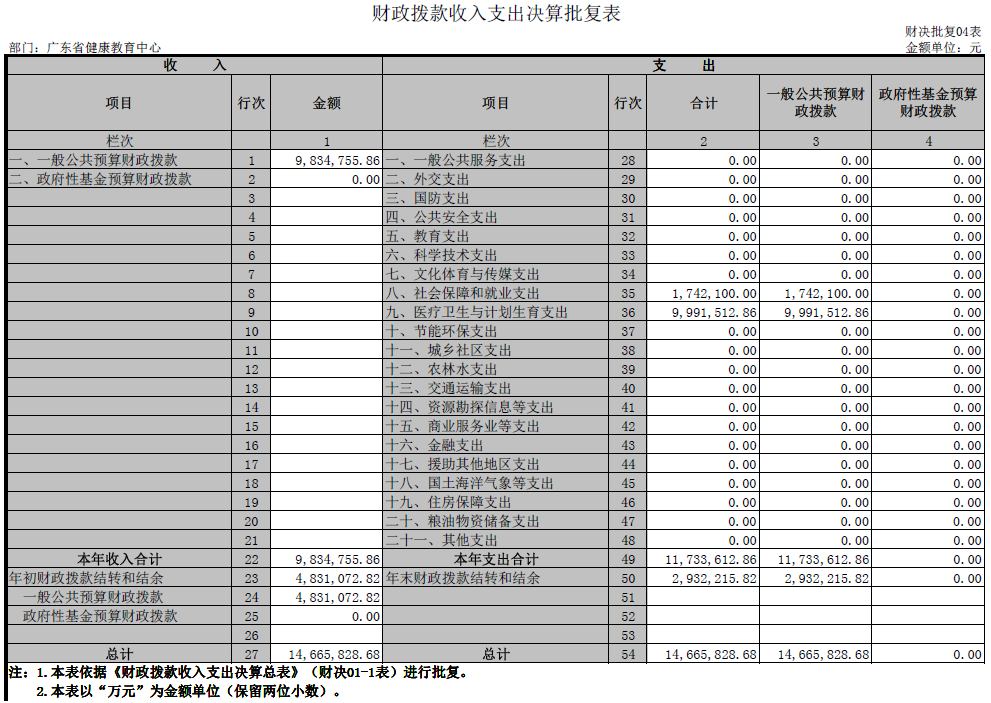 财政拨款收入支出决算批复表
财决批复04表
部门：广东省健康教育中心 金额单位：元
收 入 支 出
项目 行次 金额 项目 行次 合计 一般公共预算财政拨款 政府性基金预算财政拨款
栏次 1 栏次 2 3 4
一、一般公共预算财政拨款 1 9,834,755.86 一、一般公共服务支出 28 0.00 0.00 0.00
二、政府性基金预算财政拨款 2 0.00 二、外交支出 29 0.00 0.00 0.00
3 三、国防支出 30 0.00 0.00 0.00
4 四、公共安全支出 31 0.00 0.00 0.00
5 五、教育支出 32 0.00 0.00 0.00
6 六、科学技术支出 33 0.00 0.00 0.00
7 七、文化体育与传媒支出 34 0.00 0.00 0.00
8 八、社会保障和就业支出 35 1,742,100.00 1,742,100.00 0.00
9 九、医疗卫生与计划生育支出 36 9,991,512.86 9,991,512.86 0.00
10 十、节能环保支出 37 0.00 0.00 0.00
11 十一、城乡社区支出 38 0.00 0.00 0.00
12 十二、农林水支出 39 0.00 0.00 0.00
13 十三、交通运输支出 40 0.00 0.00 0.00
14 十四、资源勘探信息等支出 41 0.00 0.00 0.00
15 十五、商业服务业等支出 42 0.00 0.00 0.00
16 十六、金融支出 43 0.00 0.00 0.00
17 十七、援助其他地区支出 44 0.00 0.00 0.00
18 十八、国土海洋气象等支出 45 0.00 0.00 0.00
19 十九、住房保障支出 46 0.00 0.00 0.00
20 二十、粮油物资储备支出 47 0.00 0.00 0.00
21 二十一、其他支出 48 0.00 0.00 0.00
本年收入合计 22 9,834,755.86 本年支出合计 49 11,733,612.86 11,733,612.86 0.00
年初财政拨款结转和结余 23 4,831,072.82 年末财政拨款结转和结余 50 2,932,215.82 2,932,215.82 0.00
一般公共预算财政拨款 24 4,831,072.82 51
政府性基金预算财政拨款 25 0.00 52
26 53
总计 27 14,665,828.68 总计 54 14,665,828.68 14,665,828.68 0.00
注：1.本表依据《财政拨款收入支出决算总表》（财决01-1表）进行批复。
2.本表以“万元”为金额单位（保留两位小数）。